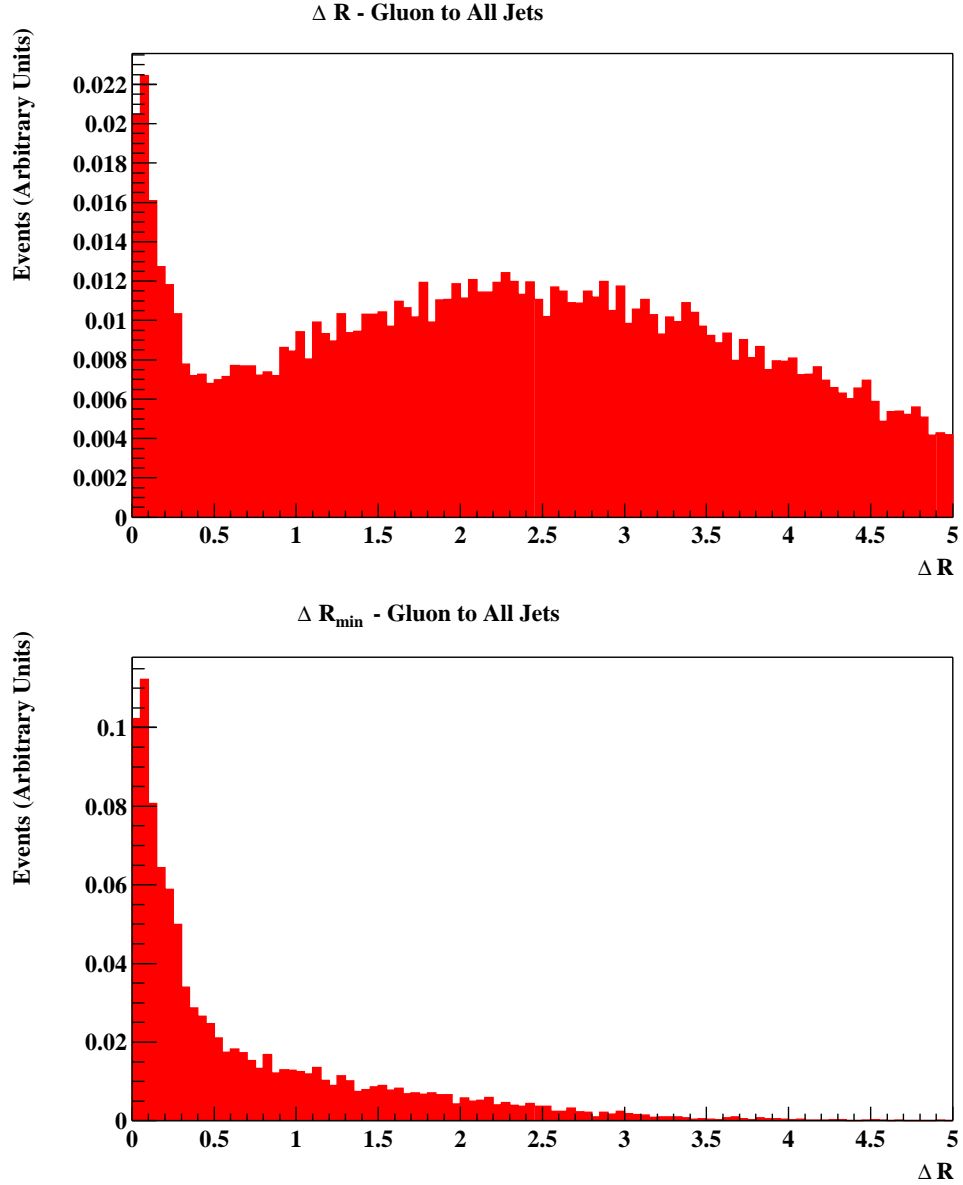 Δ R - Gluon to All Jets
Events (Arbitrary Units)
0.022
0.02
0.018
0.016
0.014
0.012
0.01
0.008
0.006
0.004
0.002
0
0 0.5 1 1.5 2 2.5 3 3.5 4 4.5 5
Δ R
Δ Rmin - Gluon to All Jets
Events (Arbitrary Units)
0.1
0.08
0.06
0.04
0.02
0
0 0.5 1 1.5 2 2.5 3 3.5 4 4.5 5
Δ R